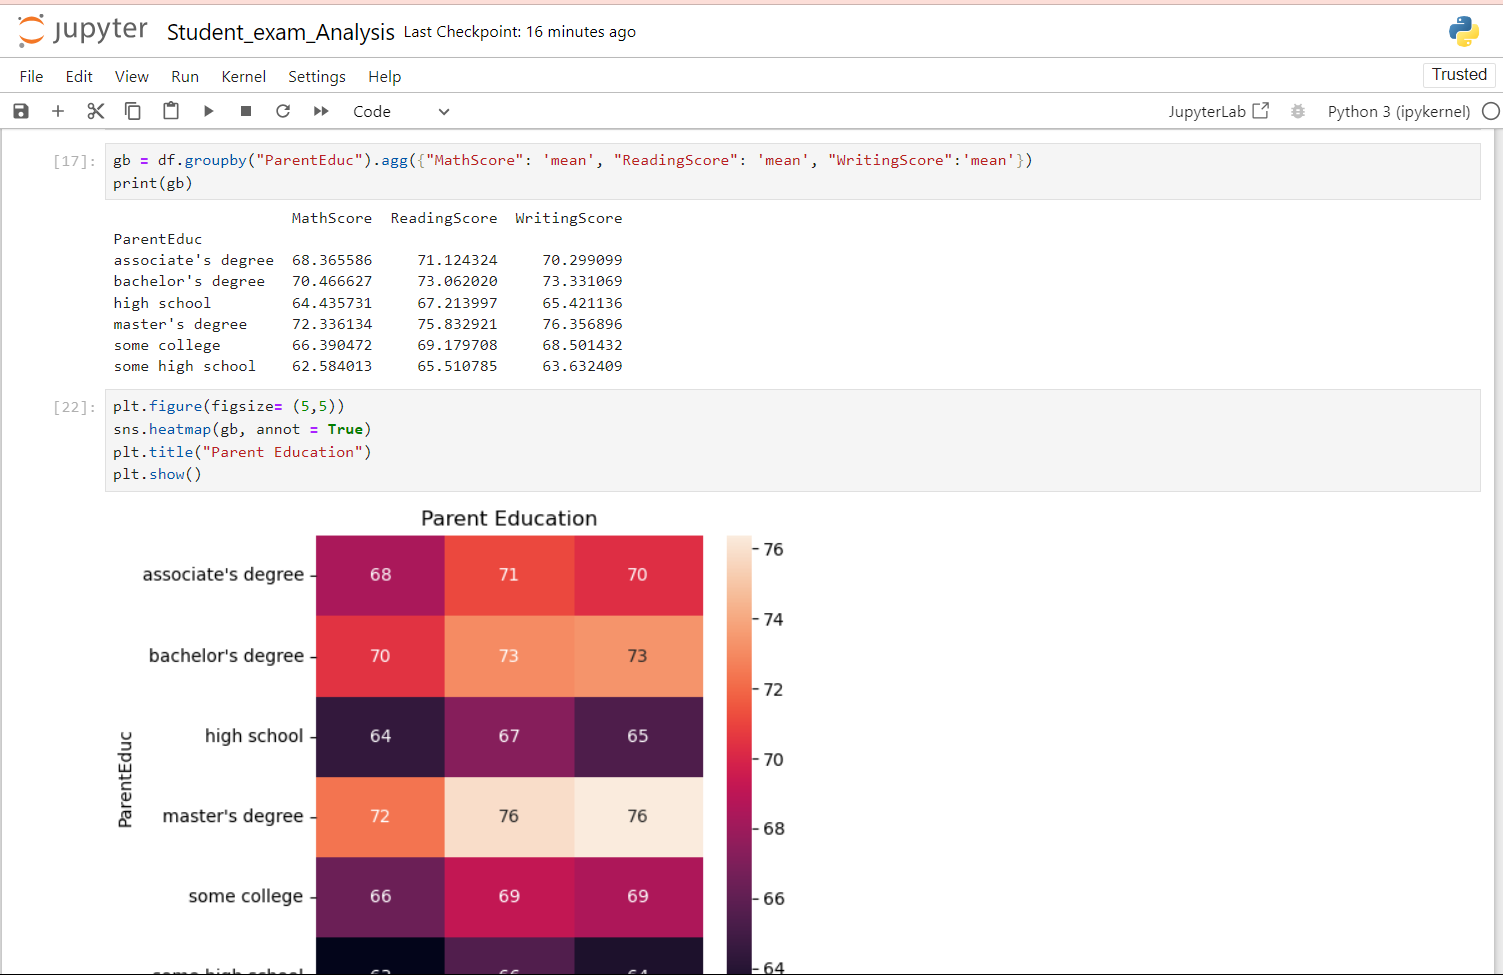 jupyter Student_exam_Analysis Last Checkpoint: 16 minutes ago
File Edit View Run Kernel Settings Help
Trusted
Code
JupyterLab Python 3 (ipykernel)
[17]: gb = df.groupby("ParentEduc").agg({"MathScore": 'mean', "ReadingScore": 'mean', "WritingScore":'mean'})
print(gb)
MathScore ReadingScore WritingScore
ParentEduc
associate's degree 68.365586 71.124324 70.299099
bachelor's degree 70.466627 73.062020 73.331069
high school 64.435731 67.213997 65.421136
master's degree 72.336134 75.832921 76.356896
some college 66.390472 69.179708 68.501432
some high school 62.584013 65.510785 63.632409
[22]: plt.figure(figsize= (5,5))
sns.heatmap(gb, annot = True)
plt.title("Parent Education")
plt.show()
Parent Education
associate's degree 68 71 70
bachelor's degree 70 73 73
high school 64 67 65
master's degree 72 76 76
some college 66 69 69
some high school 63 66 64
ParentEduc
76
74
72
70
68
66
64